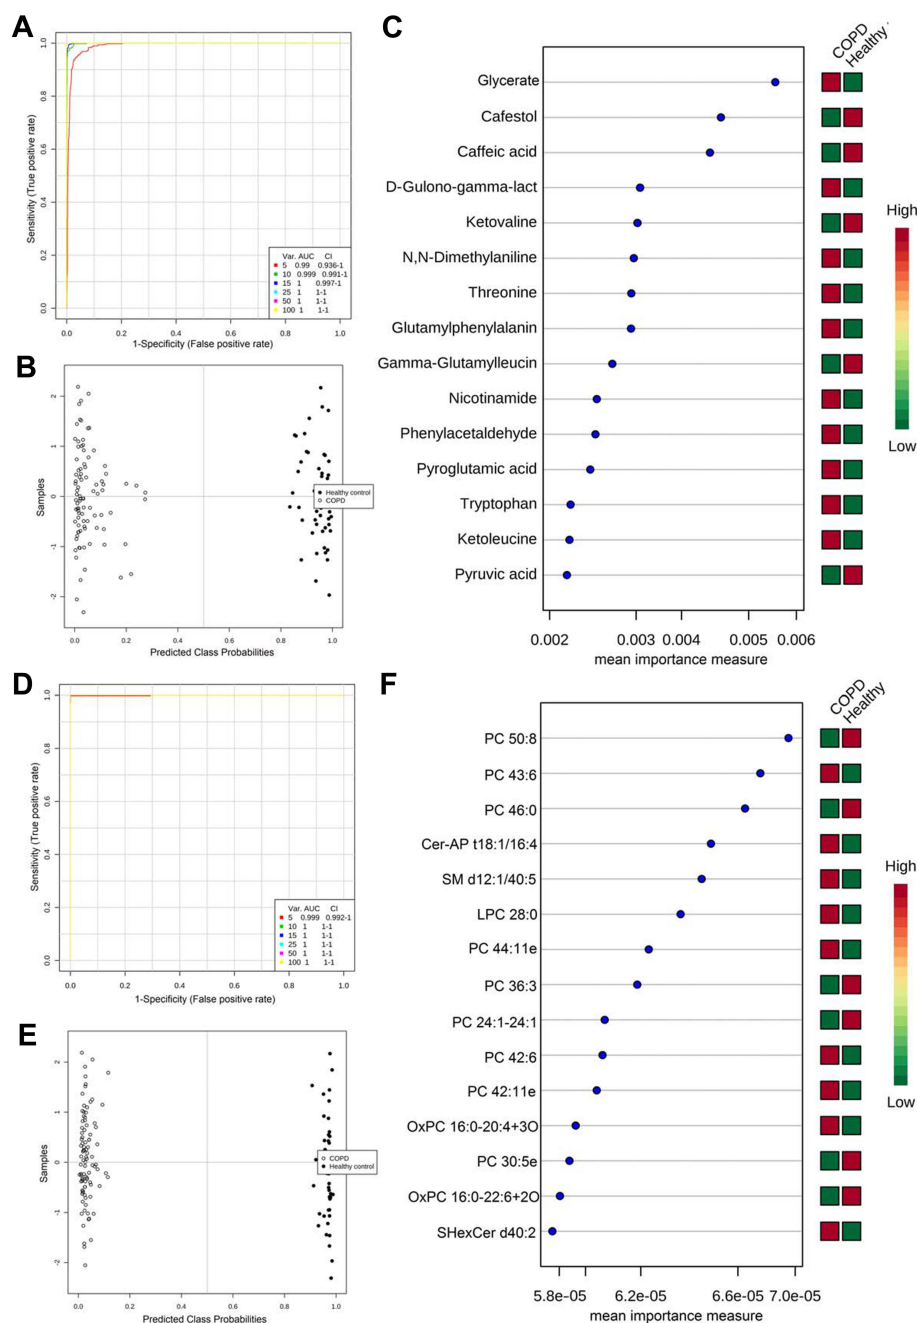 A
Sensitivity (True positive rate)
1.0
0.8
0.6
0.4
0.2
0.0
Var. AUC CI
5 0.99 0.936-1
10 0.999 0.991-1
15 1 0.997-1
25 1 1-1
50 1 1-1
100 1 1-1
0.0 0.2 0.4 0.6 0.8 1.0
1-Specificity (False positive rate)
B
Samples
2
1
0
-1
-2
Healthy control
COPD
0.0 0.2 0.4 0.6 0.8 1.0
Predicted Class Probabilities
C
COPD
Healthy
Glycerate
Cafestol
Caffeic acid
D-Gulono-gamma-lact
Ketovaline
N,N-Dimethylaniline
Threonine
Glutamylphenylalanin
Gamma-Glutamylleucin
Nicotinamide
Phenylacetaldehyde
Pyroglutamic acid
Tryptophan
Ketoleucine
Pyruvic acid
0.002 0.003 0.004 0.005 0.006
mean importance measure
High
Low
D
Sensitivity (True positive rate)
1.0
0.8
0.6
0.4
0.2
0.0
Var. AUC CI
5 0.999 0.992-1
10 1 1-1
15 1 1-1
25 1 1-1
50 1 1-1
100 1 1-1
0.0 0.2 0.4 0.6 0.8 1.0
1-Specificity (False positive rate)
E
Samples
2
1
0
-1
-2
COPD
Healthy control
0.0 0.2 0.4 0.6 0.8 1.0
Predicted Class Probabilities
F
COPD
Healthy
PC 50:8
PC 43:6
PC 46:0
Cer-AP t18:1/16:4
SM d12:1/40:5
LPC 28:0
PC 44:11e
PC 36:3
PC 24:1-24:1
PC 42:6
PC 42:11e
OxPC 16:0-20:4+3O
PC 30:5e
OxPC 16:0-22:6+2O
SHexCer d40:2
5.8e-05 6.2e-05 6.6e-05 7.0e-05
mean importance measure
High
Low